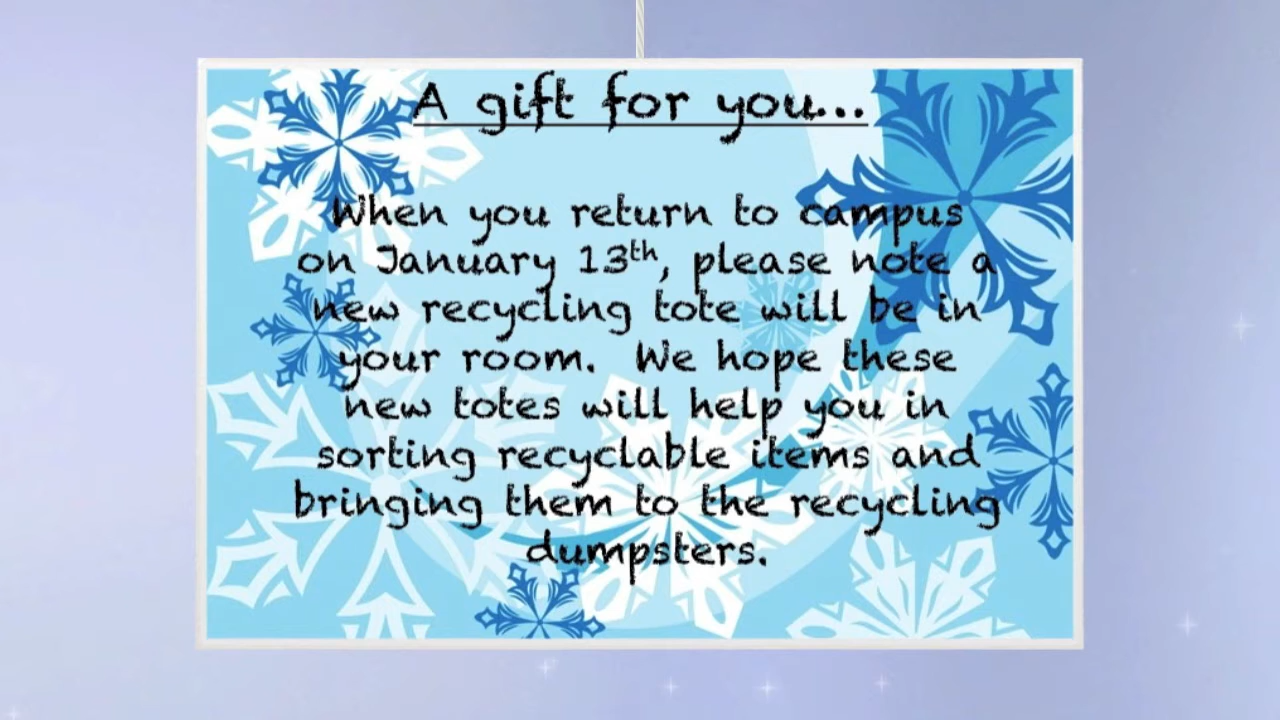 A gift for you...
When you return to campus
on January 13th, please note a
new recycling tote will be in
your room. We hope these
new totes will help you in
sorting recyclable items and
bringing them to the recycling
dumpsters.